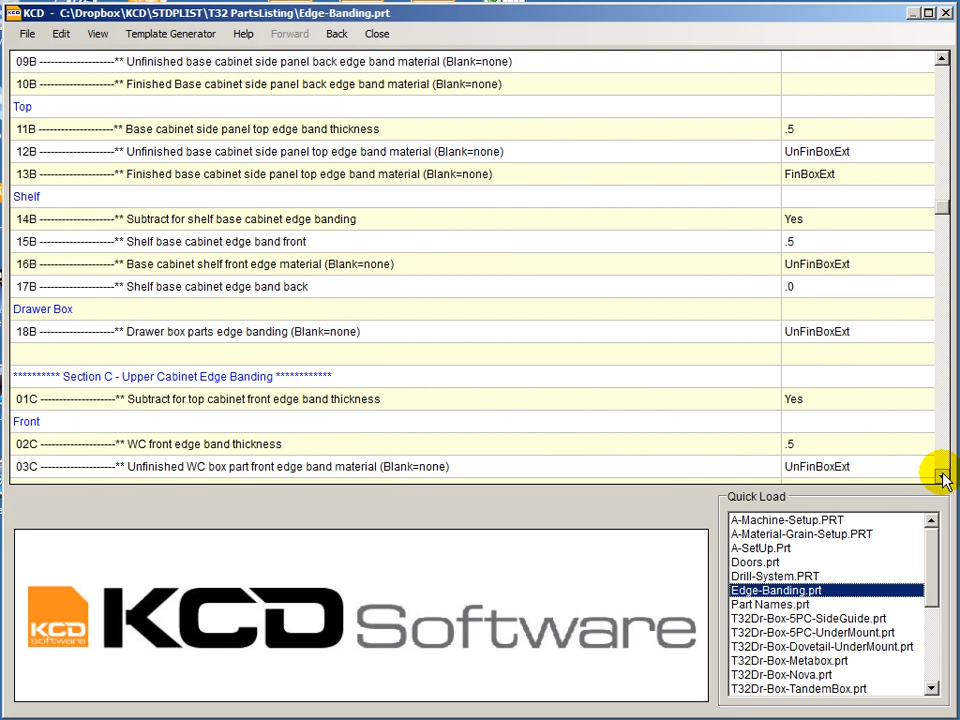 KCD - C:\Dropbox\KCD\STDPLIST\T32 PartsListing\Edge-Banding.prt
File Edit View Template Generator Help Forward Back Close
09B --------------------** Unfinished base cabinet side panel back edge band material (Blank=none)
10B --------------------** Finished Base cabinet side panel back edge band material (Blank=none)
Top
11B --------------------** Base cabinet side panel top edge band thickness .5
12B --------------------** Unfinished base cabinet side panel top edge band material (Blank=none) UnFinBoxExt
13B --------------------** Finished base cabinet side panel top edge band material (Blank=none) FinBoxExt
Shelf
14B --------------------** Subtract for shelf base cabinet edge banding Yes
15B --------------------** Shelf base cabinet edge band front .5
16B --------------------** Base cabinet shelf front edge material (Blank=none) UnFinBoxExt
17B --------------------** Shelf base cabinet edge band back .0
Drawer Box
18B --------------------** Drawer box parts edge banding (Blank=none) UnFinBoxExt
********** Section C - Upper Cabinet Edge Banding ************
01C --------------------** Subtract for top cabinet front edge band thickness Yes
Front
02C --------------------** WC front edge band thickness .5
03C --------------------** Unfinished WC box part front edge band material (Blank=none) UnFinBoxExt
Quick Load
A-Machine-Setup.PRT
A-Material-Grain-Setup.PRT
A-SetUp.Prt
Doors.prt
Drill-System.PRT
Edge-Banding.prt
Part Names.prt
T32Dr-Box-5PC-SideGuide.prt
T32Dr-Box-5PC-UnderMount.prt
T32Dr-Box-Dovetail-UnderMount.prt
T32Dr-Box-Metabox.prt
T32Dr-Box-Nova.prt
T32Dr-Box-TandemBox.prt
KCD software
KCD Software